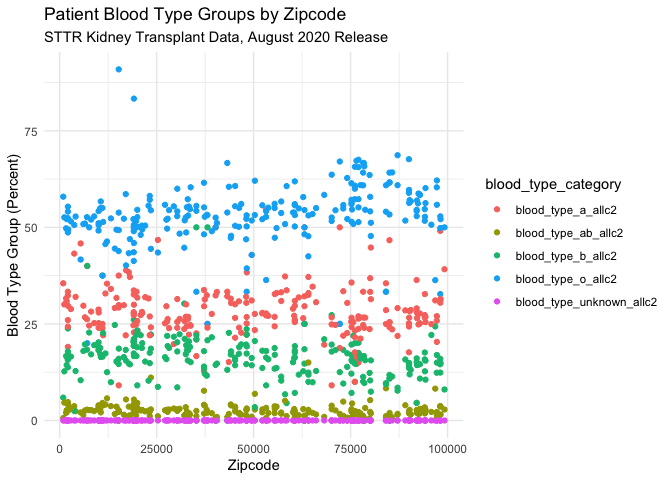 Patient Blood Type Groups by Zipcode
STTR Kidney Transplant Data, August 2020 Release
Blood Type Group (Percent)
75
50
25
0
0
25000
50000
75000
100000
Zipcode
blood_type_category
blood_type_a_allc2
blood_type_ab_allc2
blood_type_b_allc2
blood_type_o_allc2
blood_type_unknown_allc2